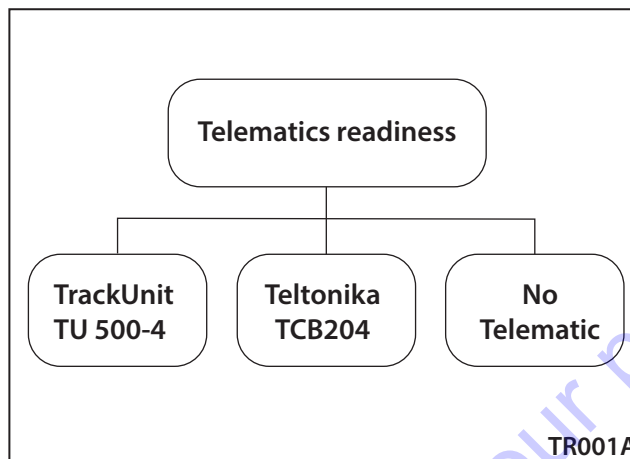 Telematics readiness
TrackUnit
TU 500-4
Teltonika
TCB204
No
Telematic
TR001A